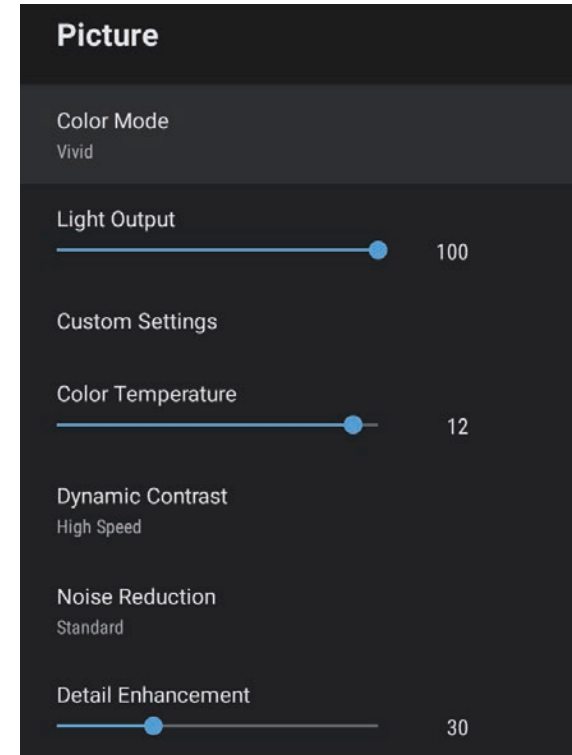 Picture
Color Mode
Vivid
Light Output
100
Custom Settings
Color Temperature
12
Dynamic Contrast
High Speed
Noise Reduction
Standard
Detail Enhancement
30